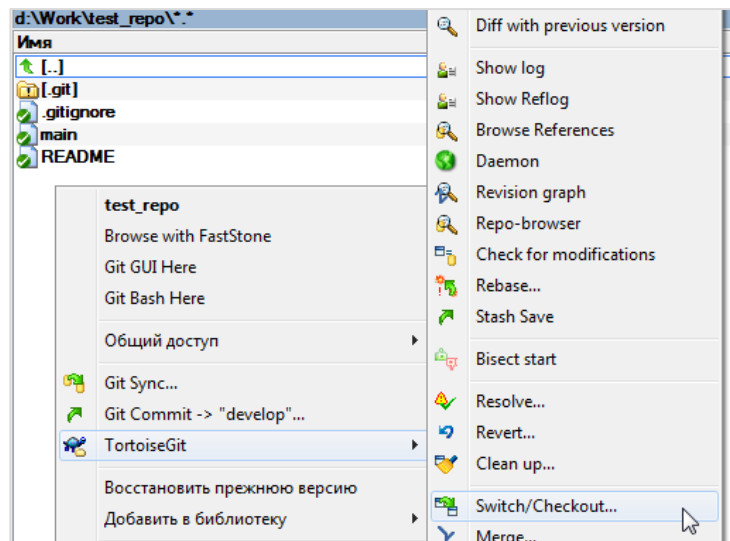 d:\Work\test_repo\*.*
Имя
[..]
[.git]
.gitignore
main
README
test_repo
Browse with FastStone
Git GUI Here
Git Bash Here
Общий доступ
Git Sync...
Git Commit -> "develop"...
TortoiseGit
Восстановить прежнюю версию
Добавить в библиотеку
Diff with previous version
Show log
Show Reflog
Browse References
Daemon
Revision graph
Repo-browser
Check for modifications
Rebase...
Stash Save
Bisect start
Resolve...
Revert...
Clean up...
Switch/Checkout...
Merge...